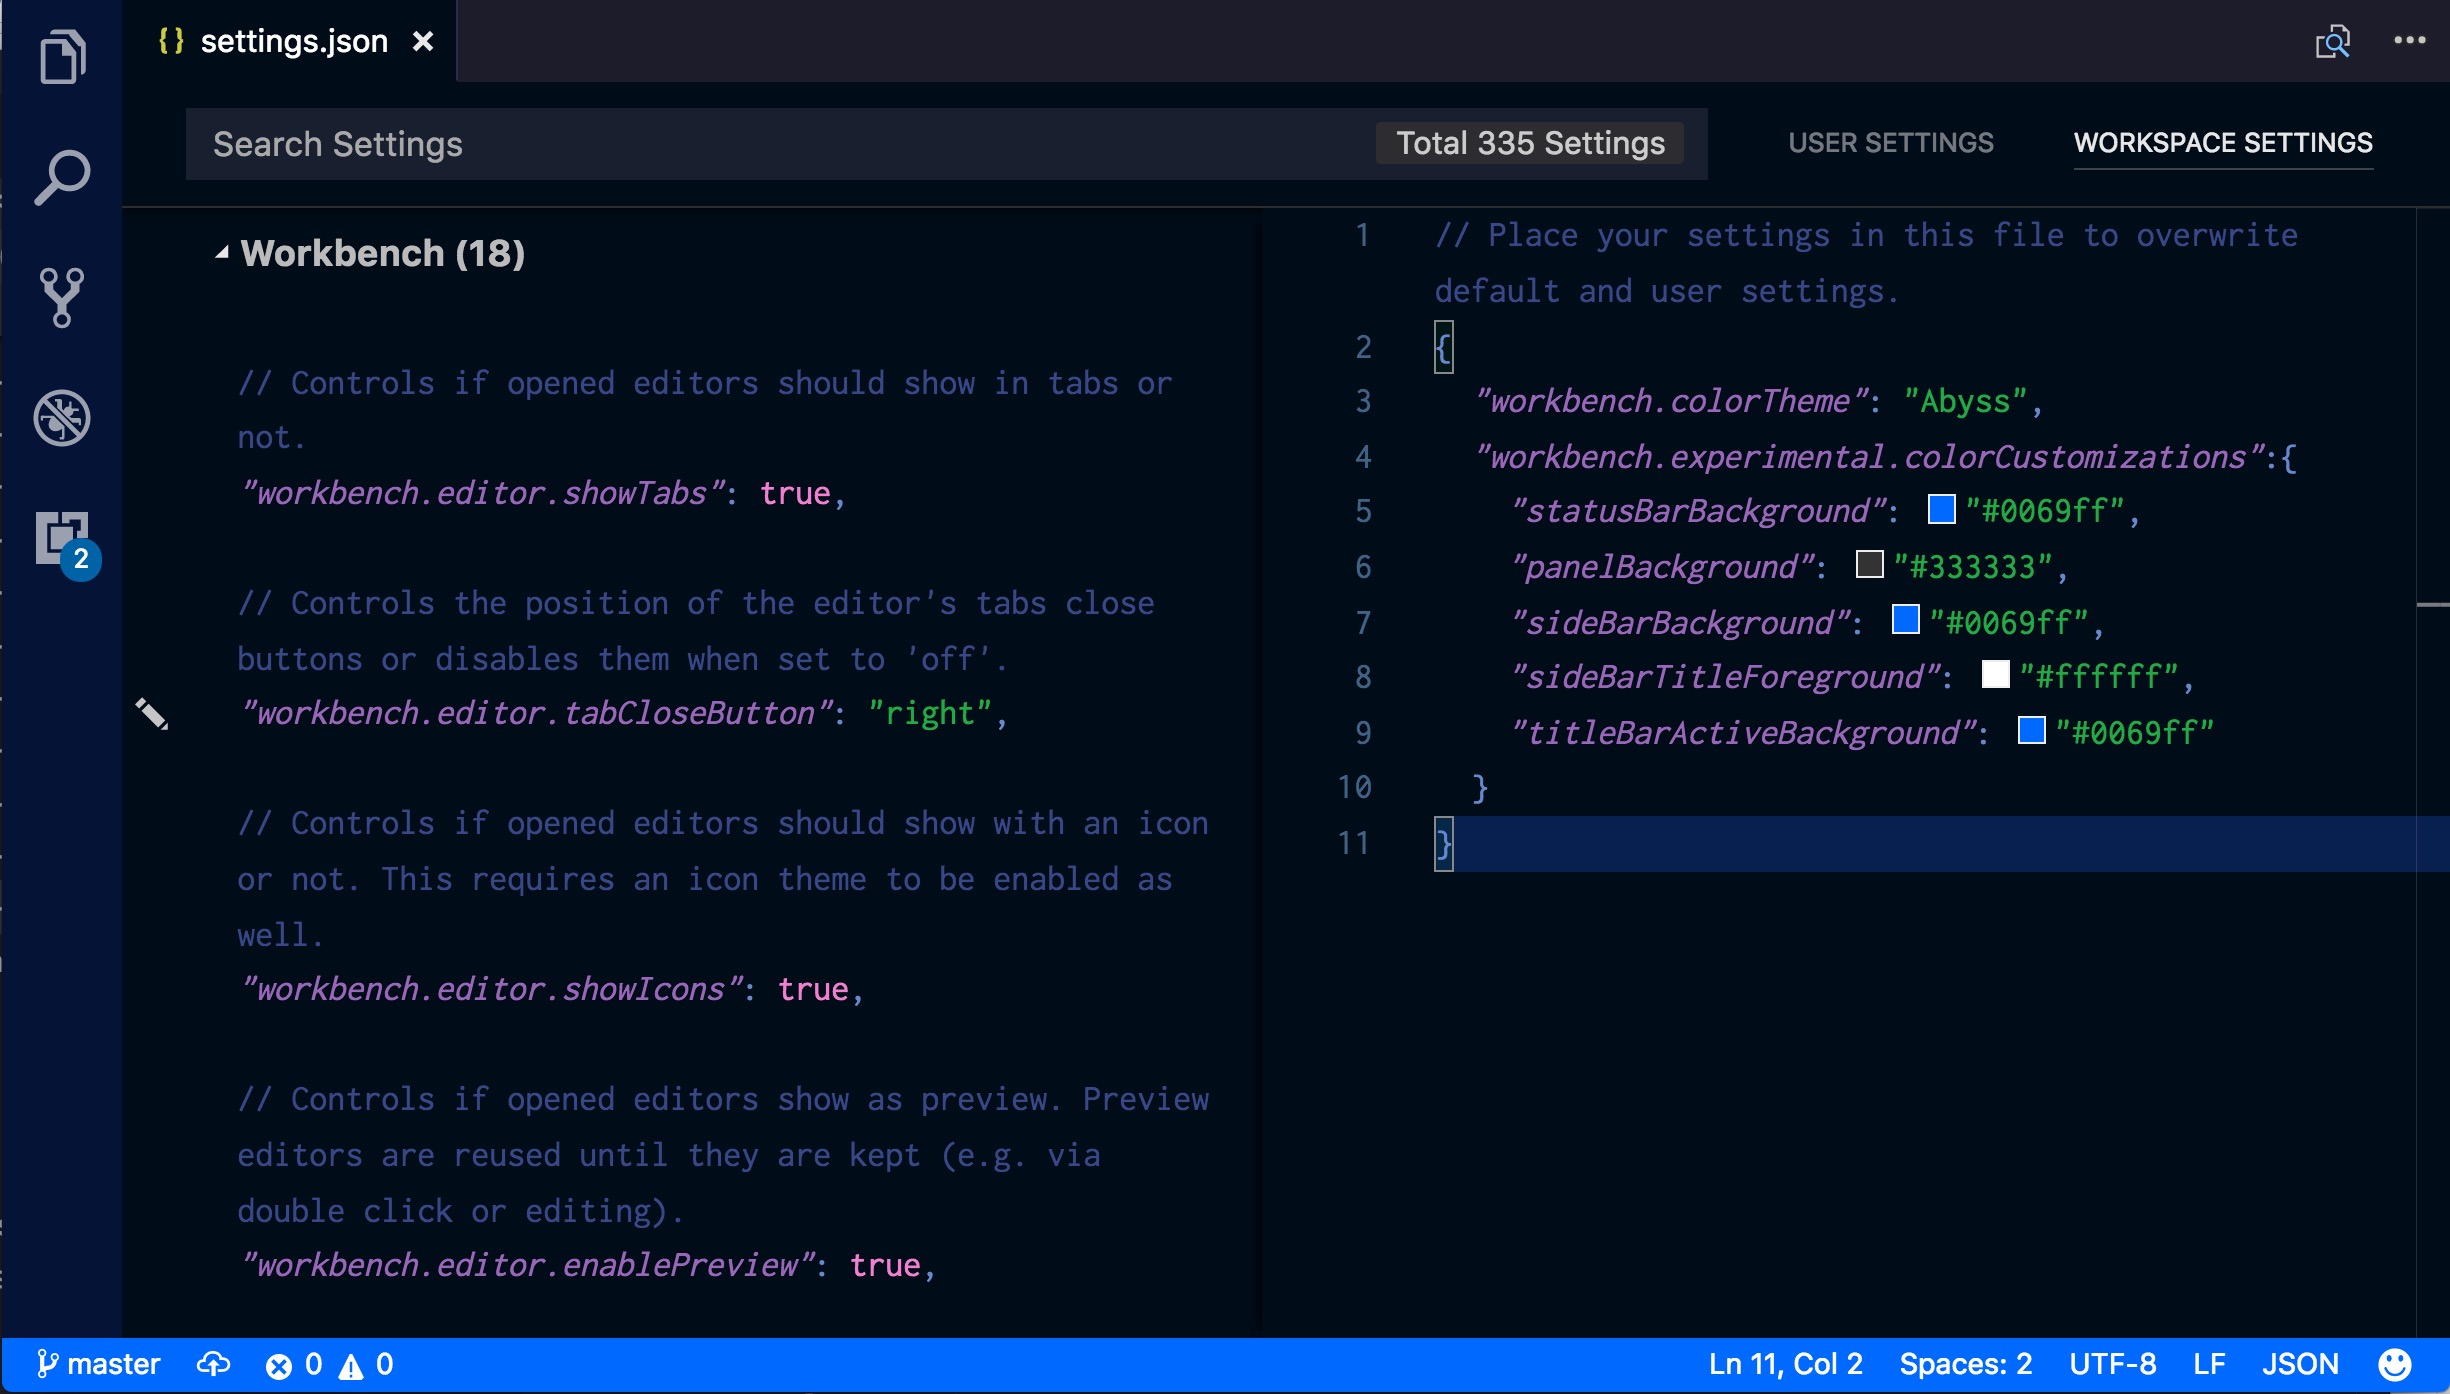 {} settings.json ×
Search Settings
Total 335 Settings
USER SETTINGS
WORKSPACE SETTINGS
2
Workbench (18)
// Controls if opened editors should show in tabs or
not.
"workbench.editor.showTabs": true,
// Controls the position of the editor's tabs close
buttons or disables them when set to 'off'.
"workbench.editor.tabCloseButton": "right",
// Controls if opened editors should show with an icon
or not. This requires an icon theme to be enabled as
well.
"workbench.editor.showIcons": true,
// Controls if opened editors show as preview. Preview
editors are reused until they are kept (e.g. via
double click or editing).
"workbench.editor.enablePreview": true,
1 // Place your settings in this file to overwrite
default and user settings.
2 {
3 "workbench.colorTheme": "Abyss",
4 "workbench.experimental.colorCustomizations":{
5 "statusBarBackground": "#0069ff",
6 "panelBackground": "#333333",
7 "sideBarBackground": "#0069ff",
8 "sideBarTitleForeground": "#ffffff",
9 "titleBarActiveBackground": "#0069ff"
10 }
11 }
master 0 0
Ln 11, Col 2 Spaces: 2 UTF-8 LF JSON